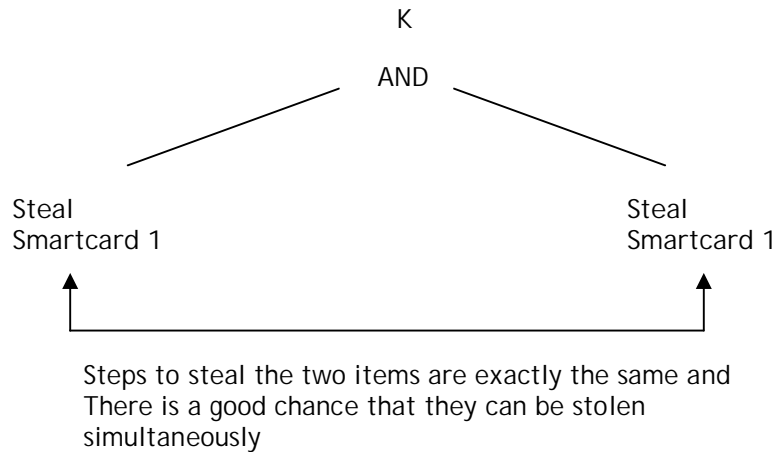 K
AND
Steal
Smartcard 1
Steal
Smartcard 1
Steps to steal the two items are exactly the same and
There is a good chance that they can be stolen
simultaneously